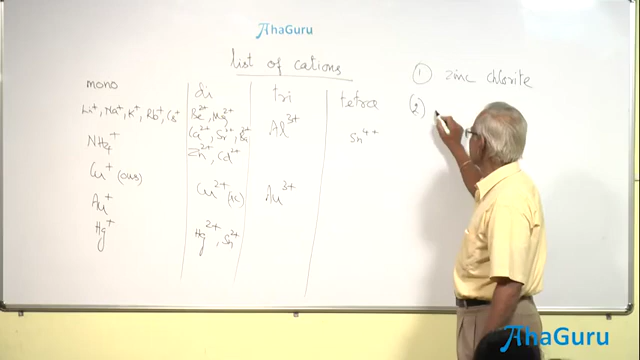 AhaGuru
list of cations
mono di tri tetra
Li+, Na+, K+, Rb+, Cs+
Be2+, Mg2+
Ca2+, Sr2+, Ba2+
Zn2+, Cd2+
Al3+
Sn4+
NH4+
Cu+ (ous)
Cu2+ (ic)
Au3+
Au+
Hg+
Hg2+, Sn2+
(1) zinc chlorite
(2)
AhaGuru